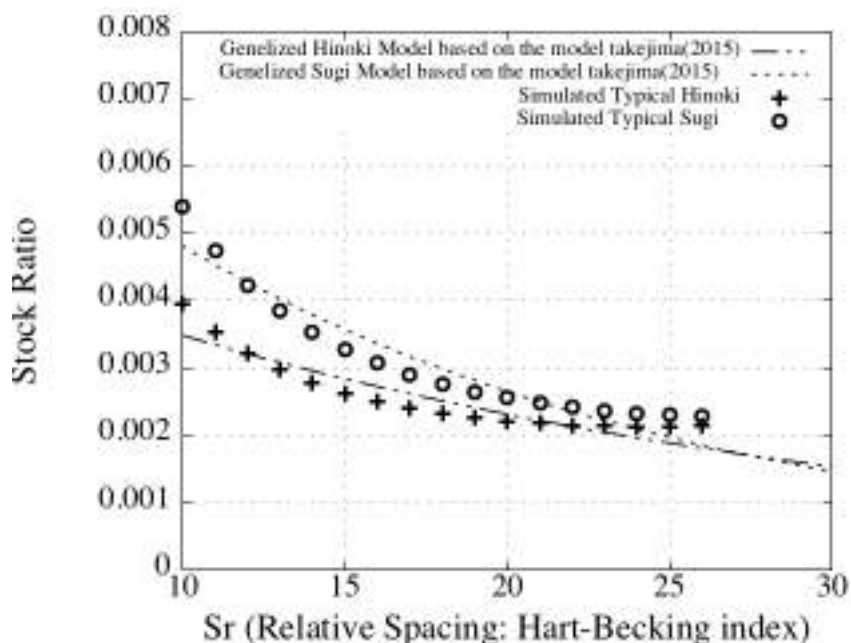 0.008
Genelized Hinoki Model based on the model takejima(2015)
Genelized Sugi Model based on the model takejima(2015)
0.007
Simulated Typical Hinoki
Simulated Typical Sugi
0.006
0.005
0.004
0.003
0.002
0.001
0
Stock Ratio
10
15
20
25
30
Sr (Relative Spacing: Hart-Becking index)